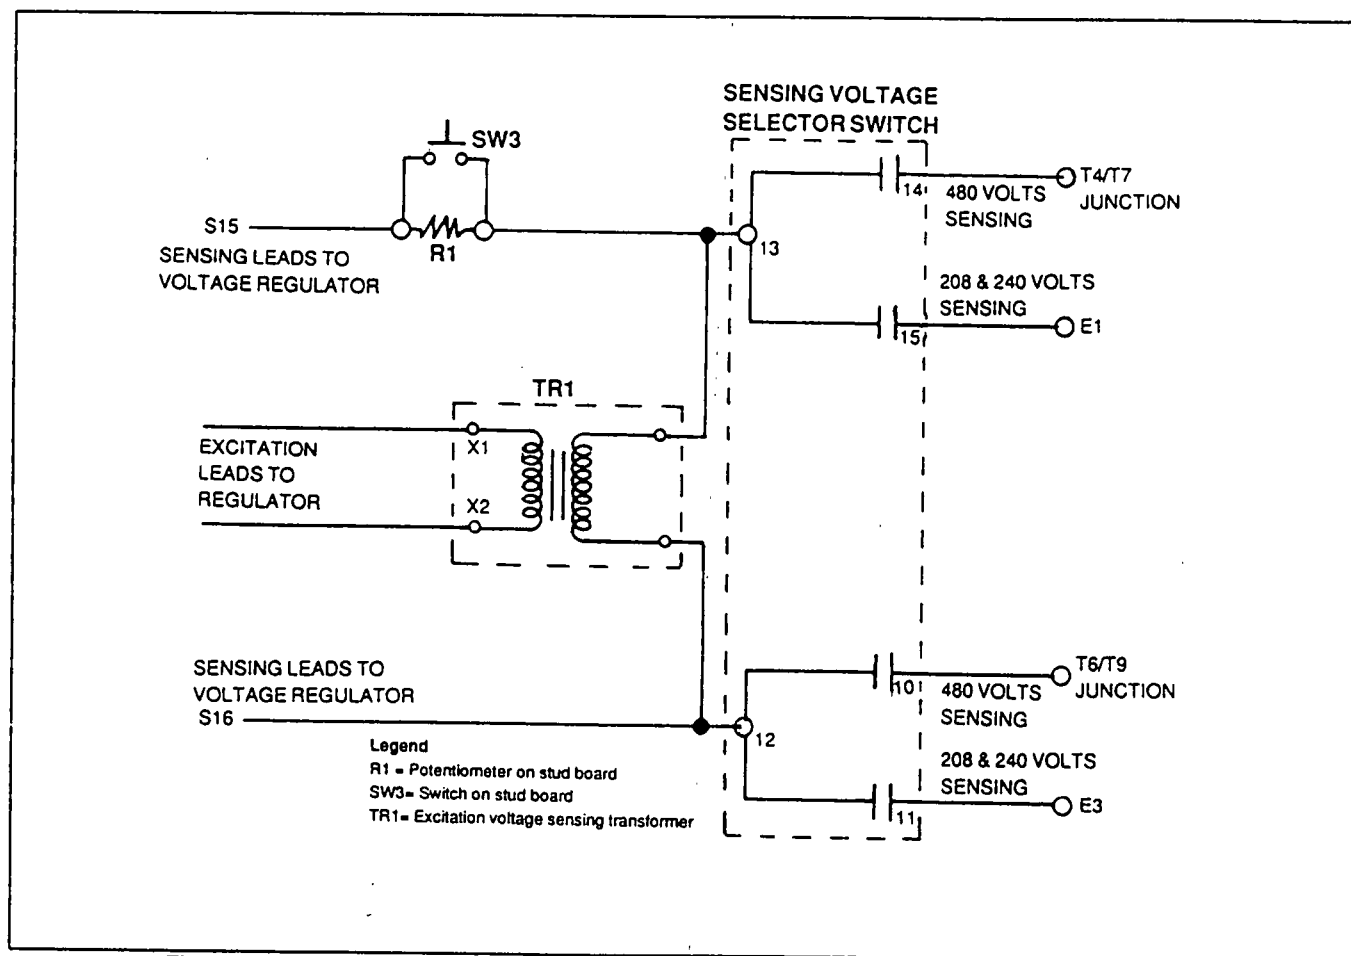 SENSING VOLTAGE
SELECTOR SWITCH
SW3
14
480 VOLTS
SENSING
T4/T7
JUNCTION
S15
R1
13
SENSING LEADS TO
VOLTAGE REGULATOR
208 & 240 VOLTS
SENSING
15
E1
TR1
X1
EXCITATION
LEADS TO
REGULATOR
X2
SENSING LEADS TO
VOLTAGE REGULATOR
S16
10
480 VOLTS
SENSING
T6/T9
JUNCTION
12
Legend
R1 = Potentiometer on stud board
SW3= Switch on stud board
TR1= Excitation voltage sensing transformer
208 & 240 VOLTS
SENSING
11
E3